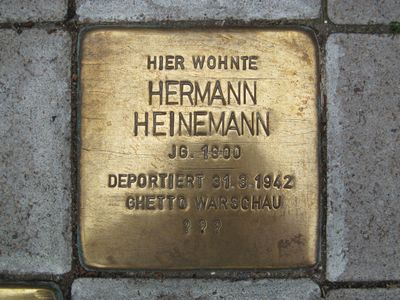 HIER WOHNTE
HERMANN
HEINEMANN
JG. 1900
DEPORTIERT 31.3.1942
GHETTO WARSCHAU
? ? ?